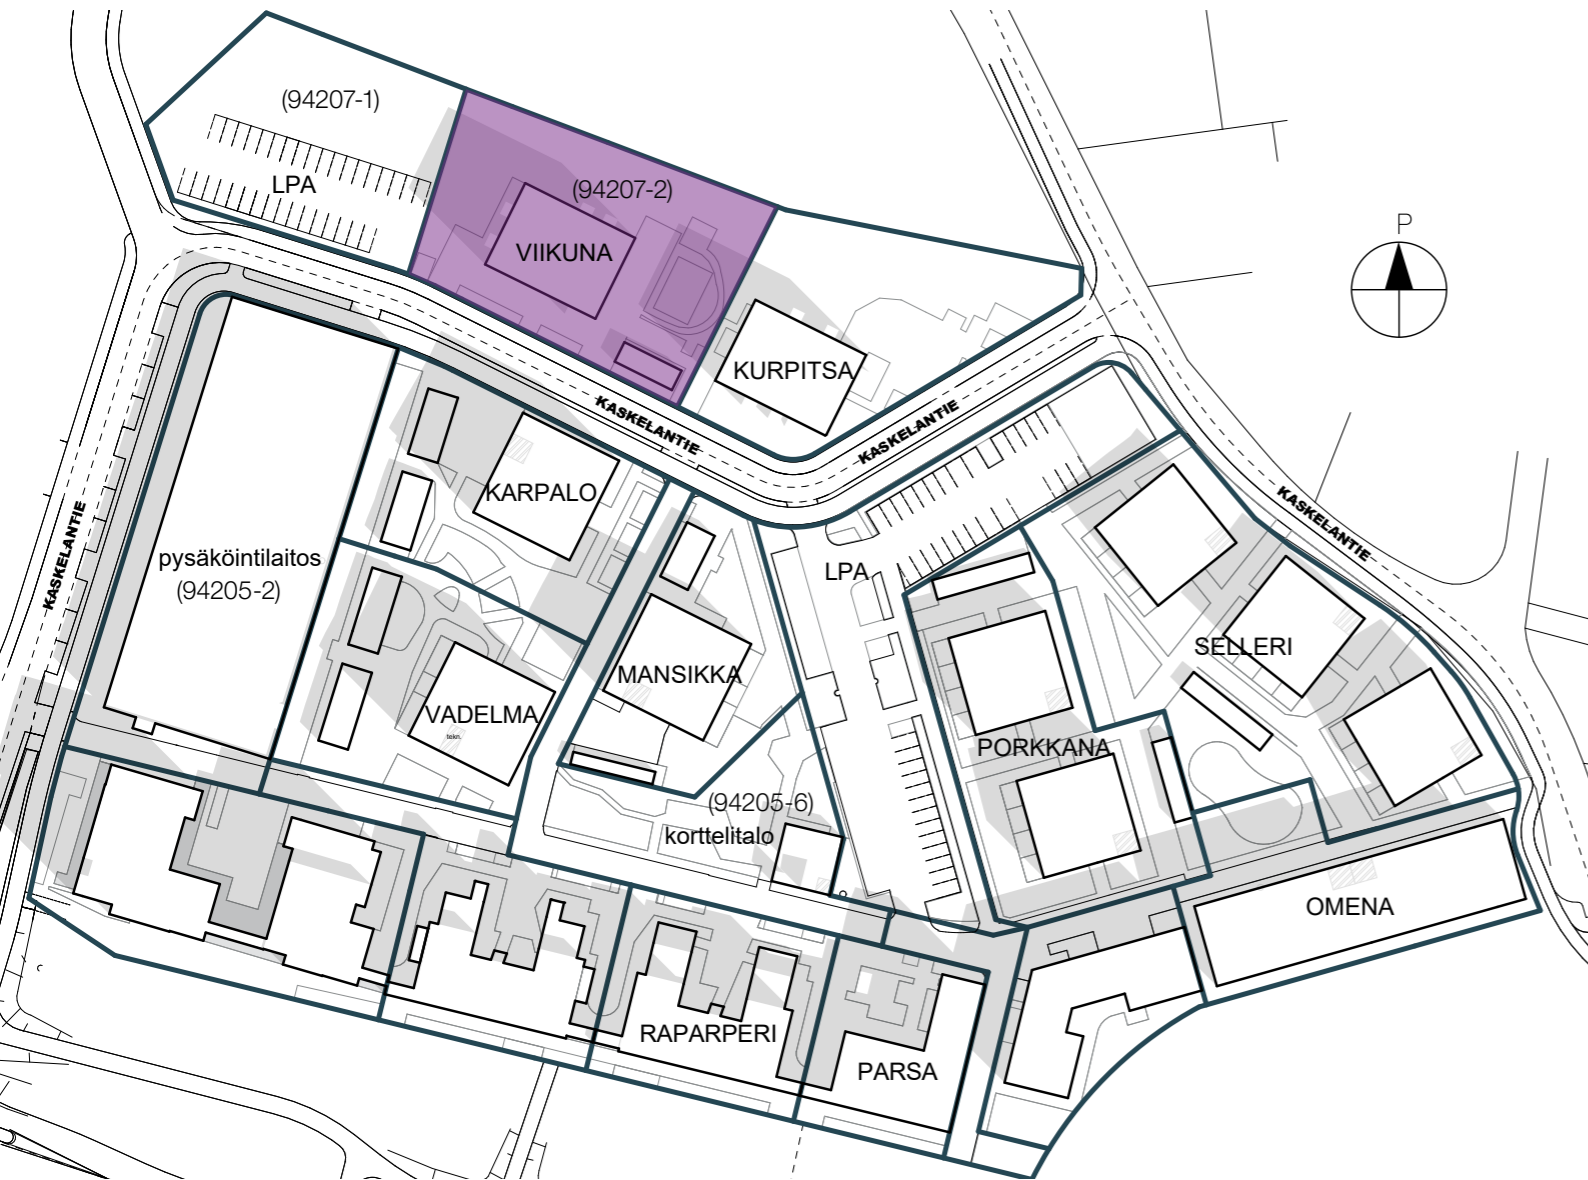 (94207-1)
LPA
(94207-2)
VIIKUNA
P
KURPITSA
KASKELANTIE
KASKELANTIE
KARPALO
KASKELANTIE
KASKELANTIE
pysäköintilaitos
(94205-2)
LPA
SELLERI
MANSIKKA
VADELMA
tekn.
PORKKANA
(94205-6)
korttelitalo
OMENA
RAPARPERI
PARSA